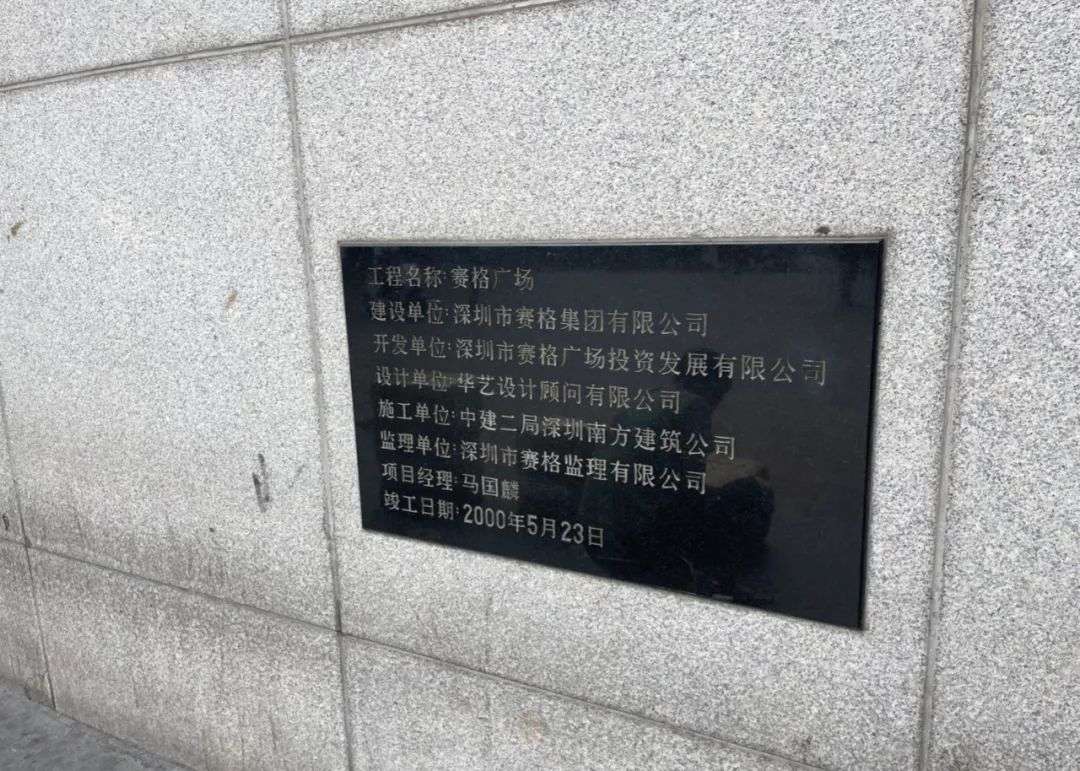 工程名称:赛格广场
建设单位:深圳市赛格集团有限公司
开发单位:深圳市赛格广场投资发展有限公司
设计单位:华艺设计顾问有限公司
施工单位:中建二局深圳南方建筑公司
监理单位:深圳市赛格监理有限公司
项目经理:马国麟
竣工日期:2000年5月23日